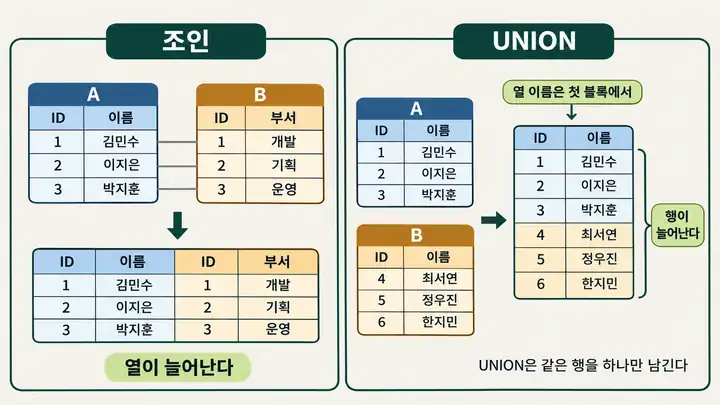 조인
A
ID 이름
1 김민수
2 이지은
3 박지훈
B
ID 부서
1 개발
2 기획
3 운영
ID 이름 ID 부서
1 김민수 1 개발
2 이지은 2 기획
3 박지훈 3 운영
열이 늘어난다
UNION
A
ID 이름
1 김민수
2 이지은
3 박지훈
B
ID 이름
4 최서연
5 정우진
6 한지민
열 이름은 첫 블록에서
ID 이름
1 김민수
2 이지은
3 박지훈
4 최서연
5 정우진
6 한지민
행이
늘어난다
UNION은 같은 행을 하나만 남긴다